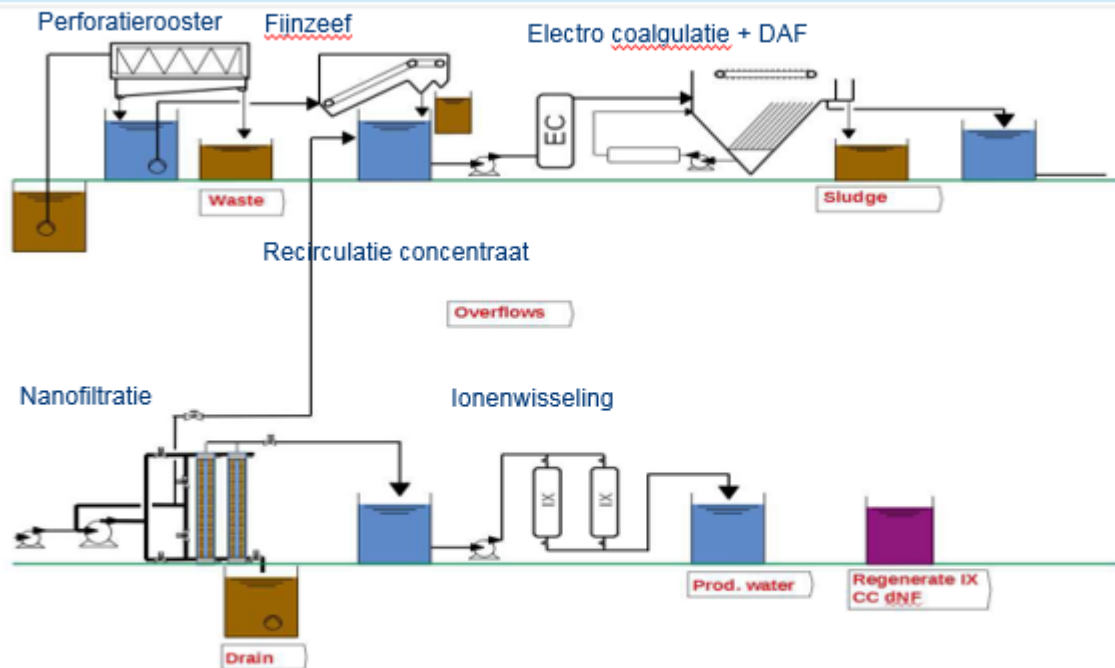 Perforatierooster
Fijnzeef
Electro coalgulatie + DAF
EC
Waste
Sludge
Recirculatie concentraat
Overflows
Nanofiltratie
Ionenwisseling
IX
IX
Prod. water
Regenerate IX
CC dNF
Drain